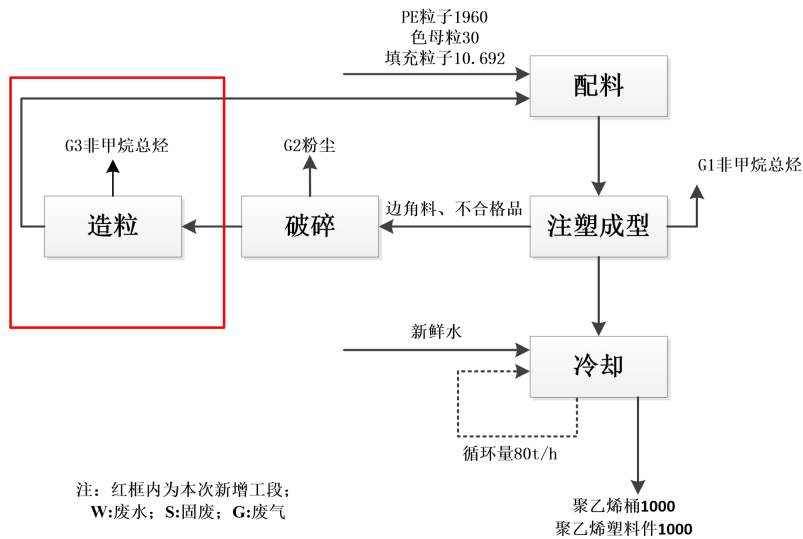 PE粒子1960
色母粒30
填充粒子10.692
配料
G3非甲烷总烃
G2粉尘
G1非甲烷总烃
造粒
破碎
边角料、不合格品
注塑成型
新鲜水
冷却
循环量80t/h
注：红框内为本次新增工段；
W:废水；S:固废；G:废气
聚乙烯桶1000
聚乙烯塑料件1000